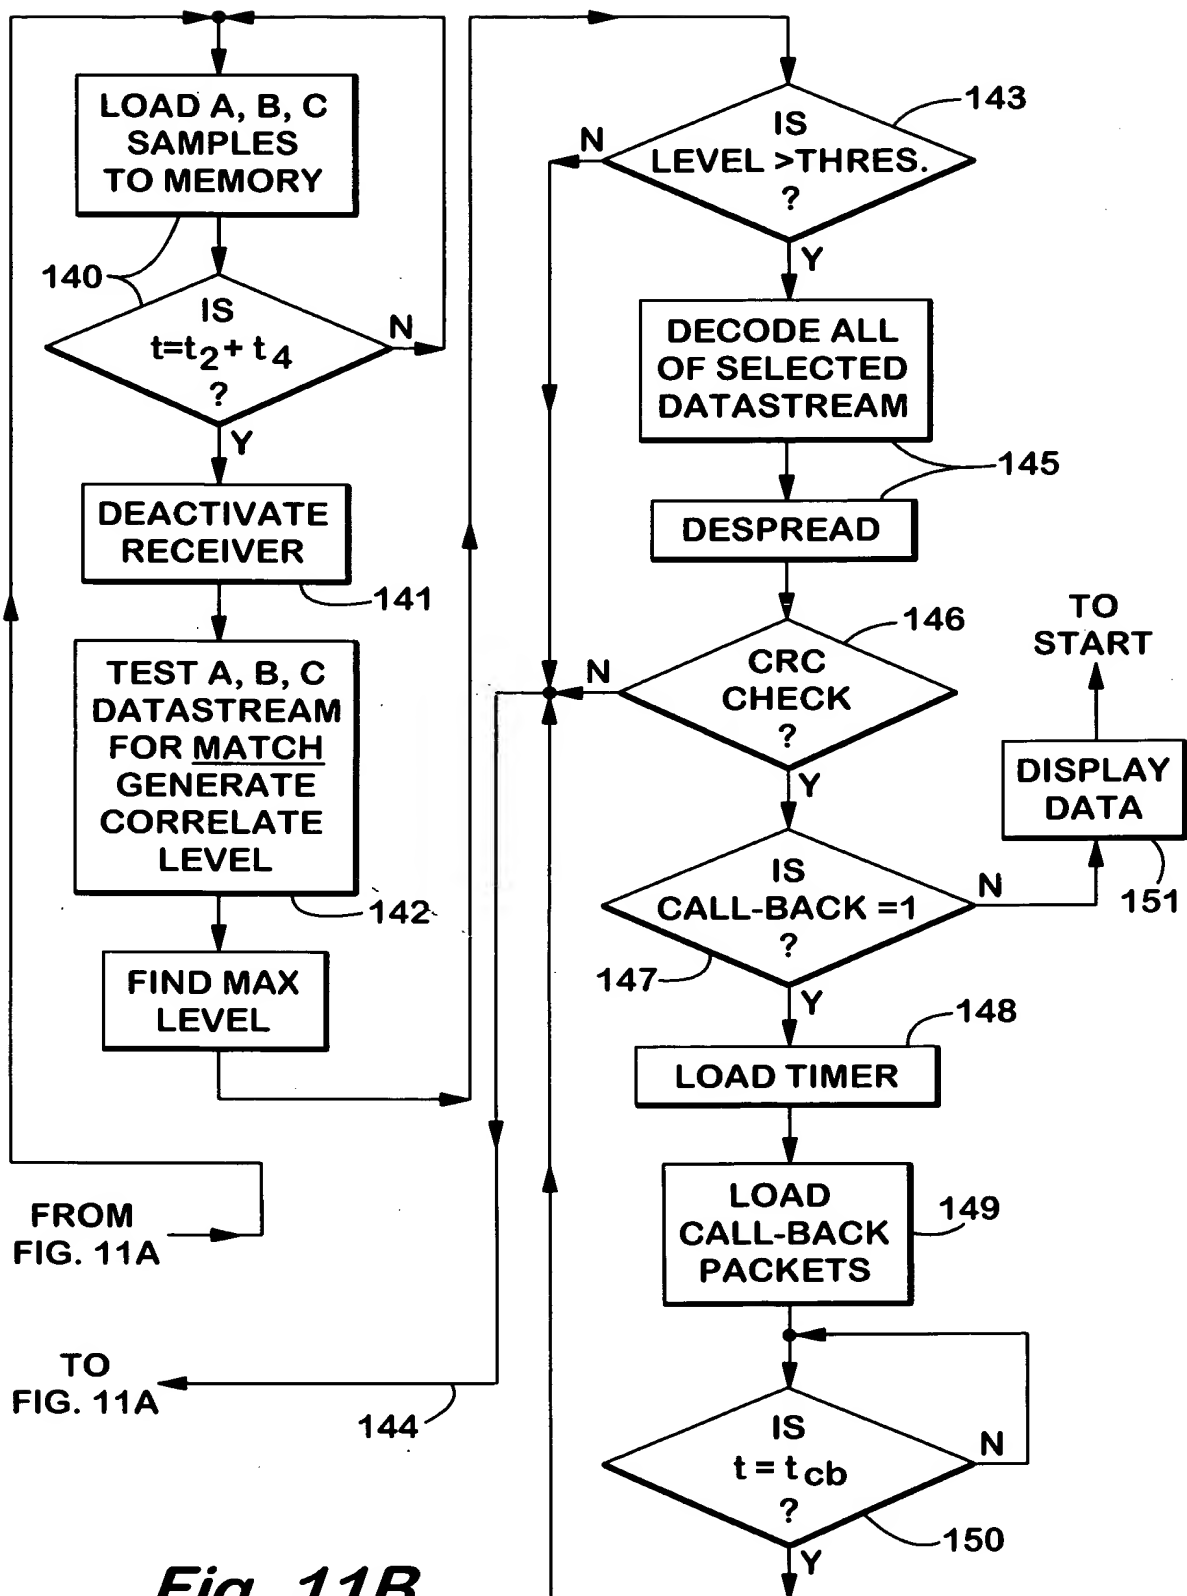 LOAD A, B, C
SAMPLES
TO MEMORY
140
IS
t=t2 + t4
?
N
Y
DEACTIVATE
RECEIVER
141
TEST A, B, C
DATASTREAM
FOR MATCH
GENERATE
CORRELATE
LEVEL
142
FIND MAX
LEVEL
FROM
FIG. 11A
TO
FIG. 11A
144
143
IS
LEVEL >THRES.
?
N
Y
DECODE ALL
OF SELECTED
DATASTREAM
145
DESPREAD
146
CRC
CHECK
?
N
Y
TO
START
DISPLAY
DATA
151
IS
CALL-BACK =1
?
N
147
Y
148
LOAD TIMER
LOAD
CALL-BACK
PACKETS
149
IS
t = tcb
?
N
150
Y
Fig. 11B